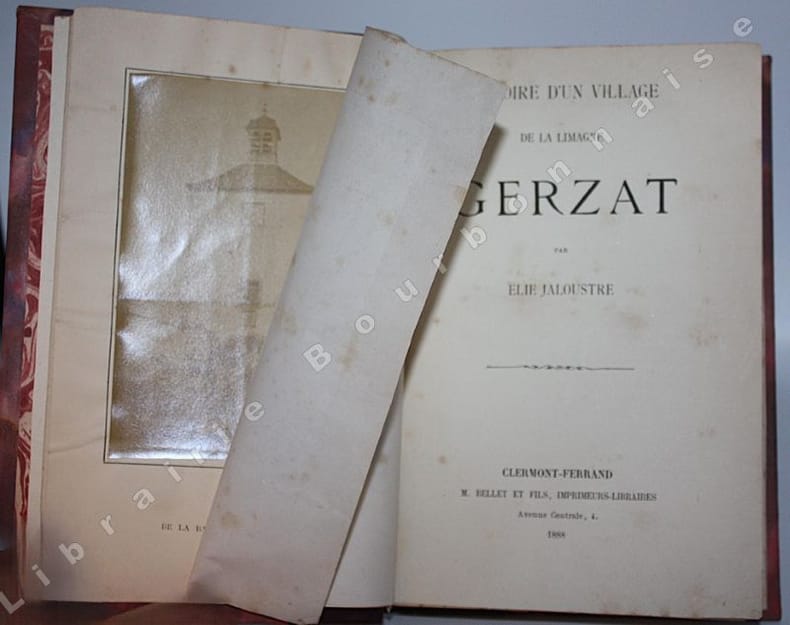 DE LA
OIRE D'UN VILLAGE
DE LA LIMAGNE
GERZAT
PAR
ELIE JALOUSTRE
CLERMONT-FERRAND
M. BELLET ET FILS, IMPRIMEURS-LIBRAIRES
Avenue Centrale, 4.
1888
Librairie Bourbonnaise